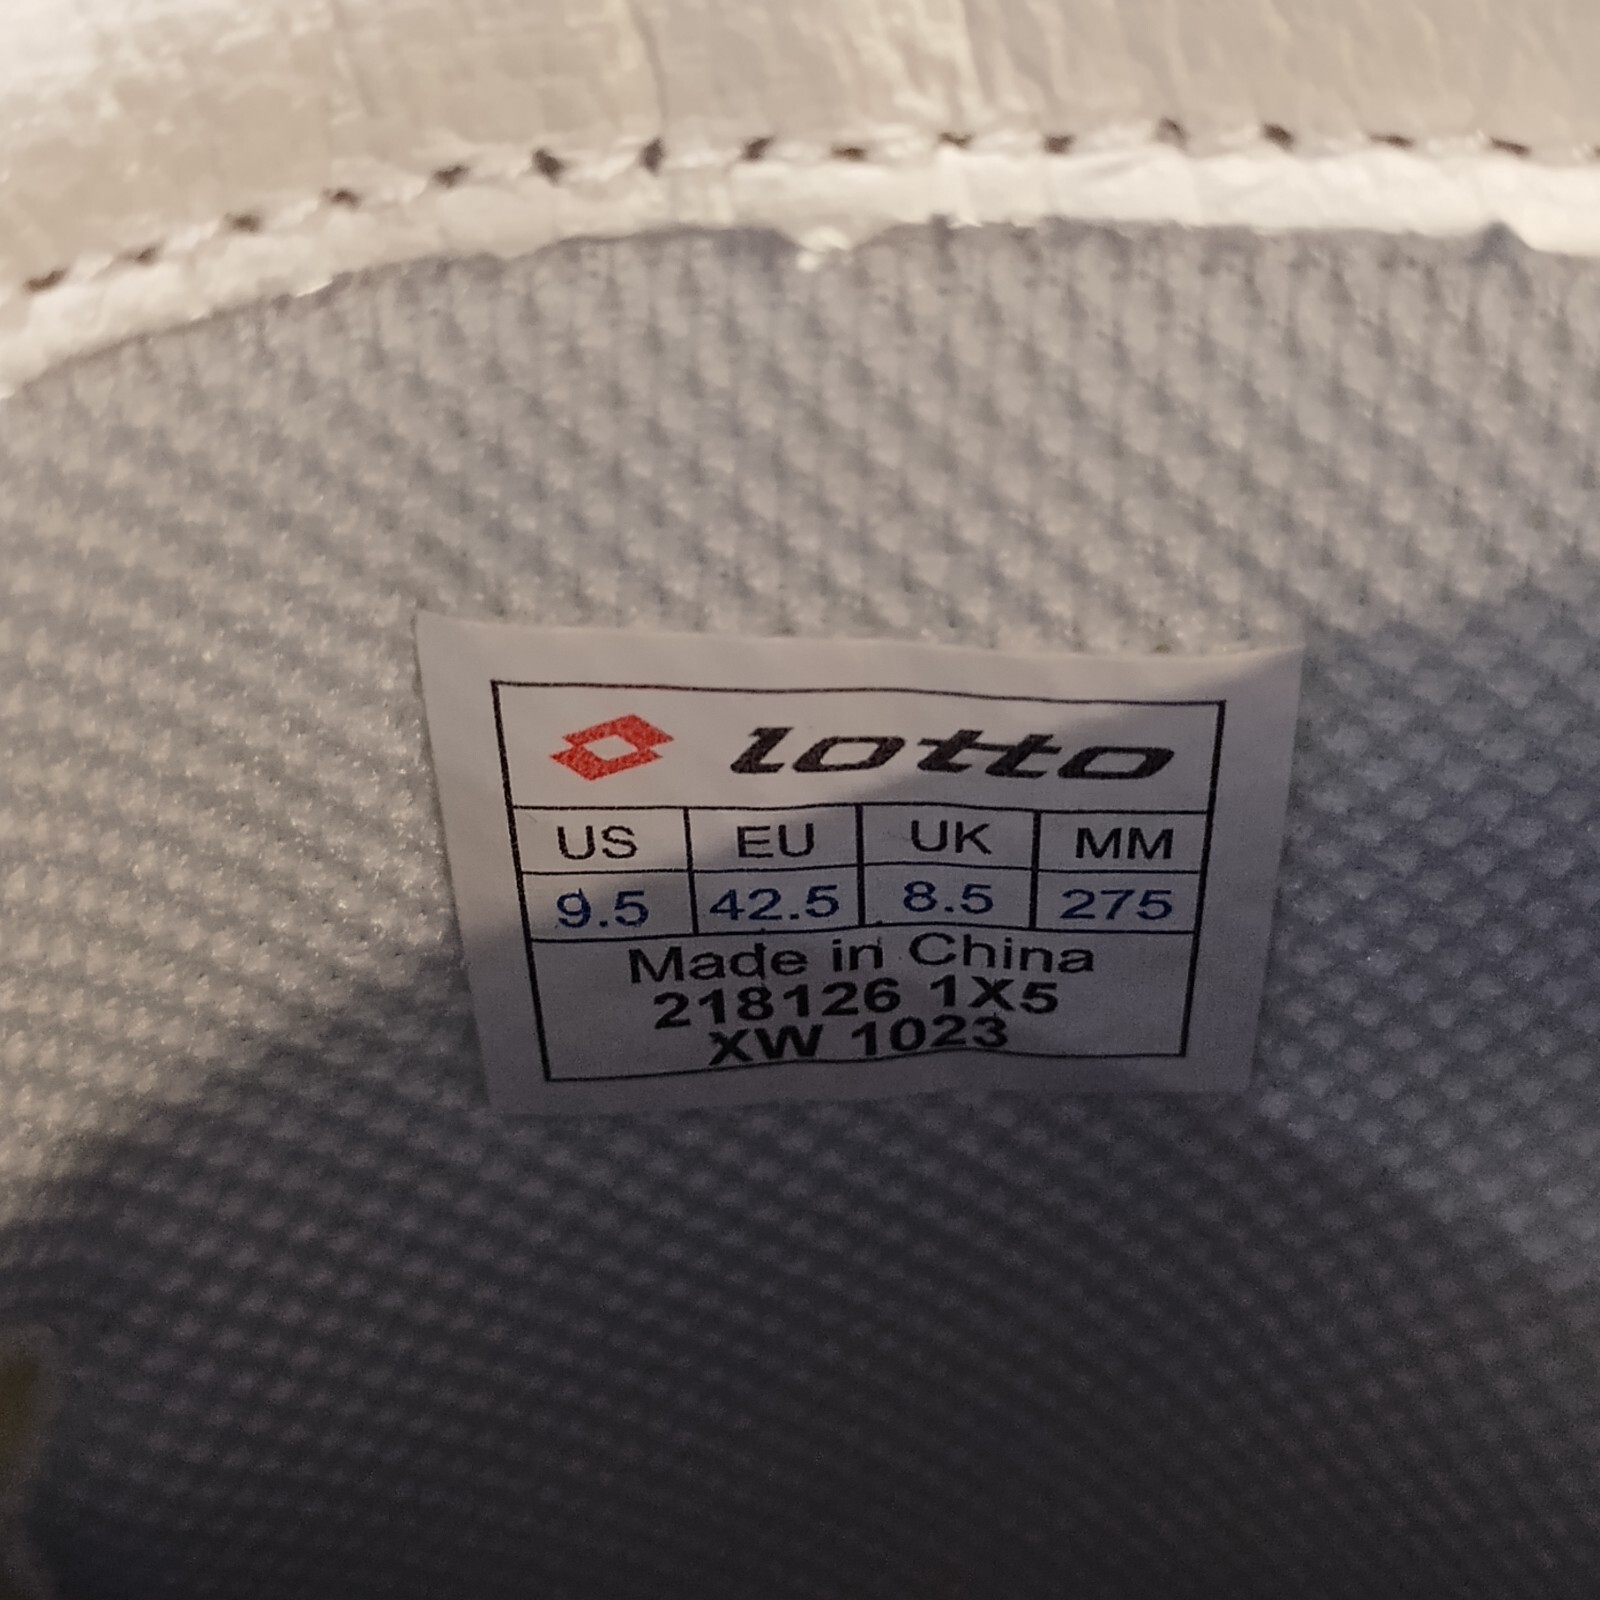 lotto
US EU UK MM
9.5 42.5 8.5 275
Made in China
218126 1X5
XW 1023